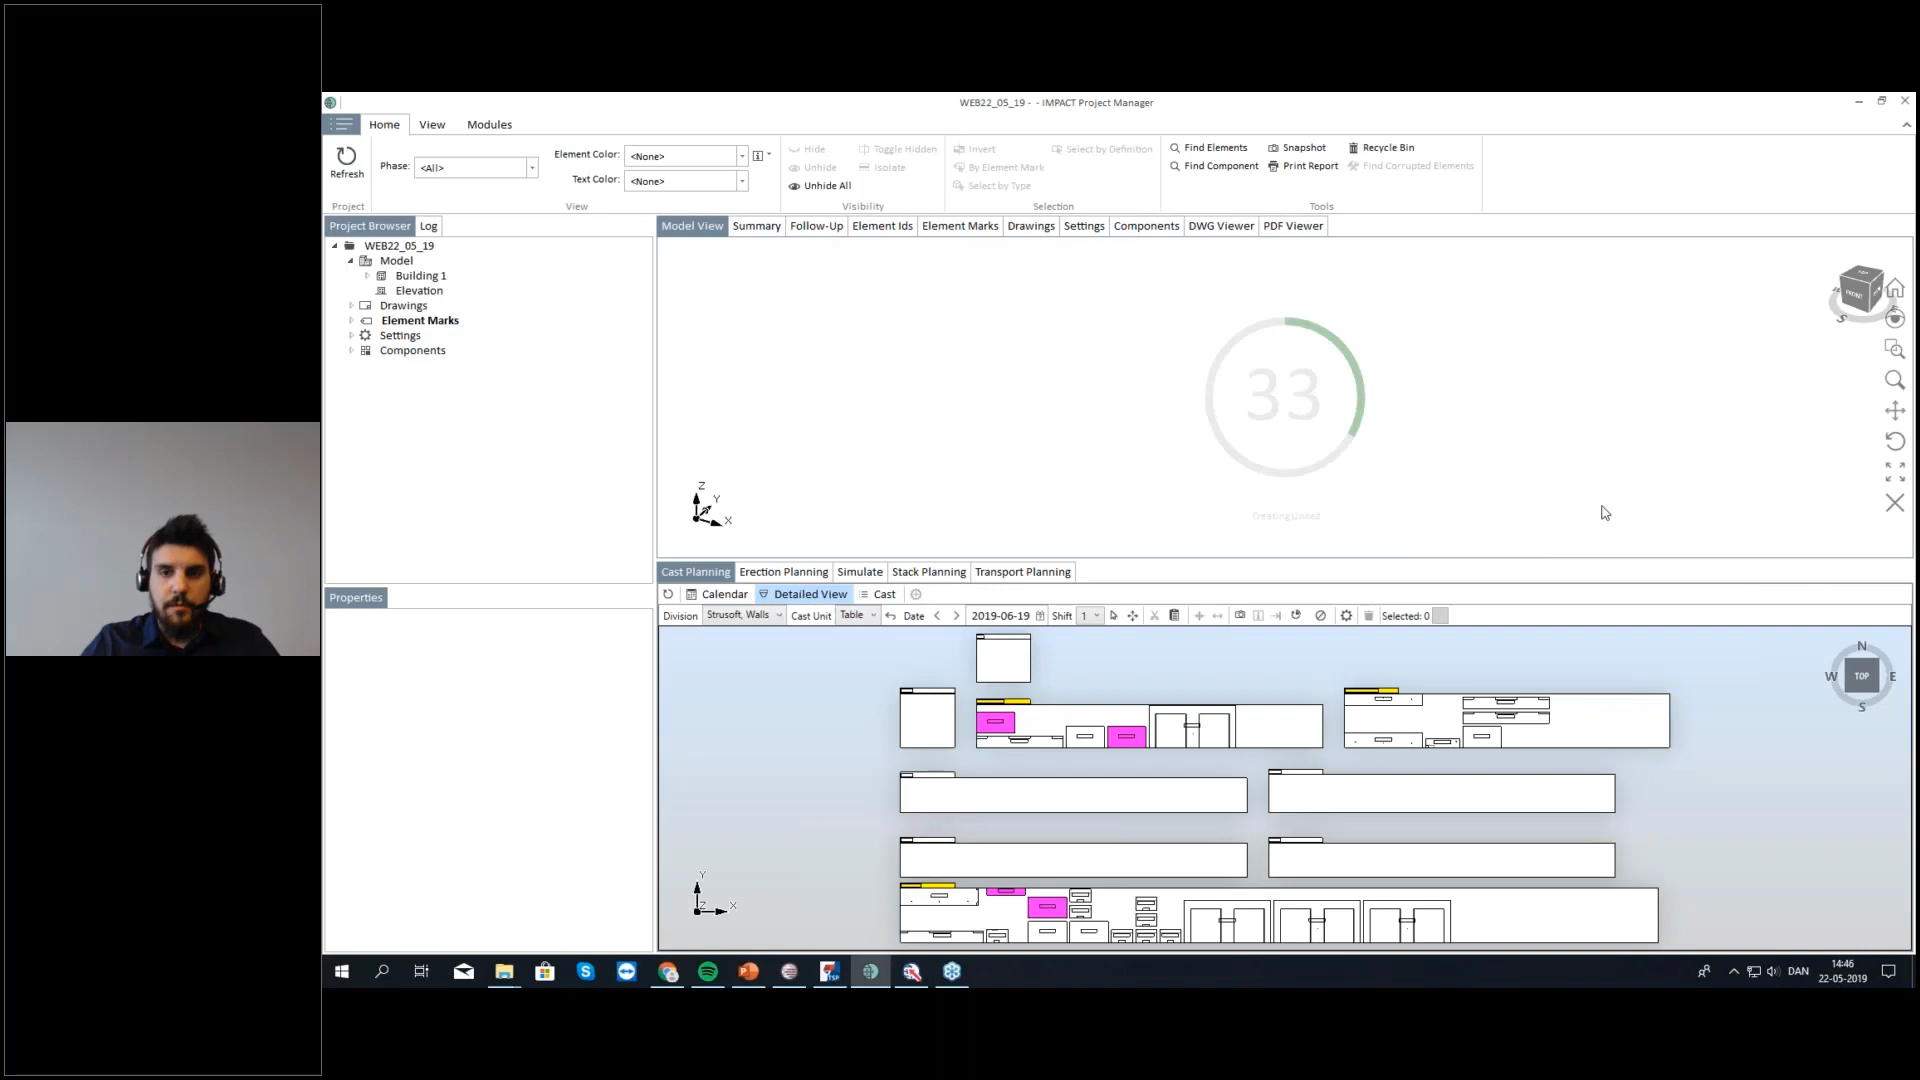 WEB22_05_19 - - IMPACT Project Manager
Home View Modules
Refresh
Project
Phase: <All>
Element Color: <None>
Text Color: <None>
View
Hide
Unhide
Unhide All
Toggle Hidden
Isolate
Visibility
Invert
By Element Mark
Select by Type
Select by Definition
Selection
Find Elements
Find Component
Snapshot
Print Report
Recycle Bin
Find Corrupted Elements
Tools
Project Browser Log
WEB22_05_19
Model
Building 1
Elevation
Drawings
Element Marks
Settings
Components
Properties
Model View Summary Follow-Up Element Ids Element Marks Drawings Settings Components DWG Viewer PDF Viewer
TOP
FRONT
S
33
Creating Linked
Z
Y
X
Cast Planning Erection Planning Simulate Stack Planning Transport Planning
Calendar Detailed View Cast
Division Strusoft, Walls Cast Unit Table Date 2019-06-19 Shift 1 Selected: 0
N
W TOP E
S
Y
Z X
DAN
14:46
22-05-2019